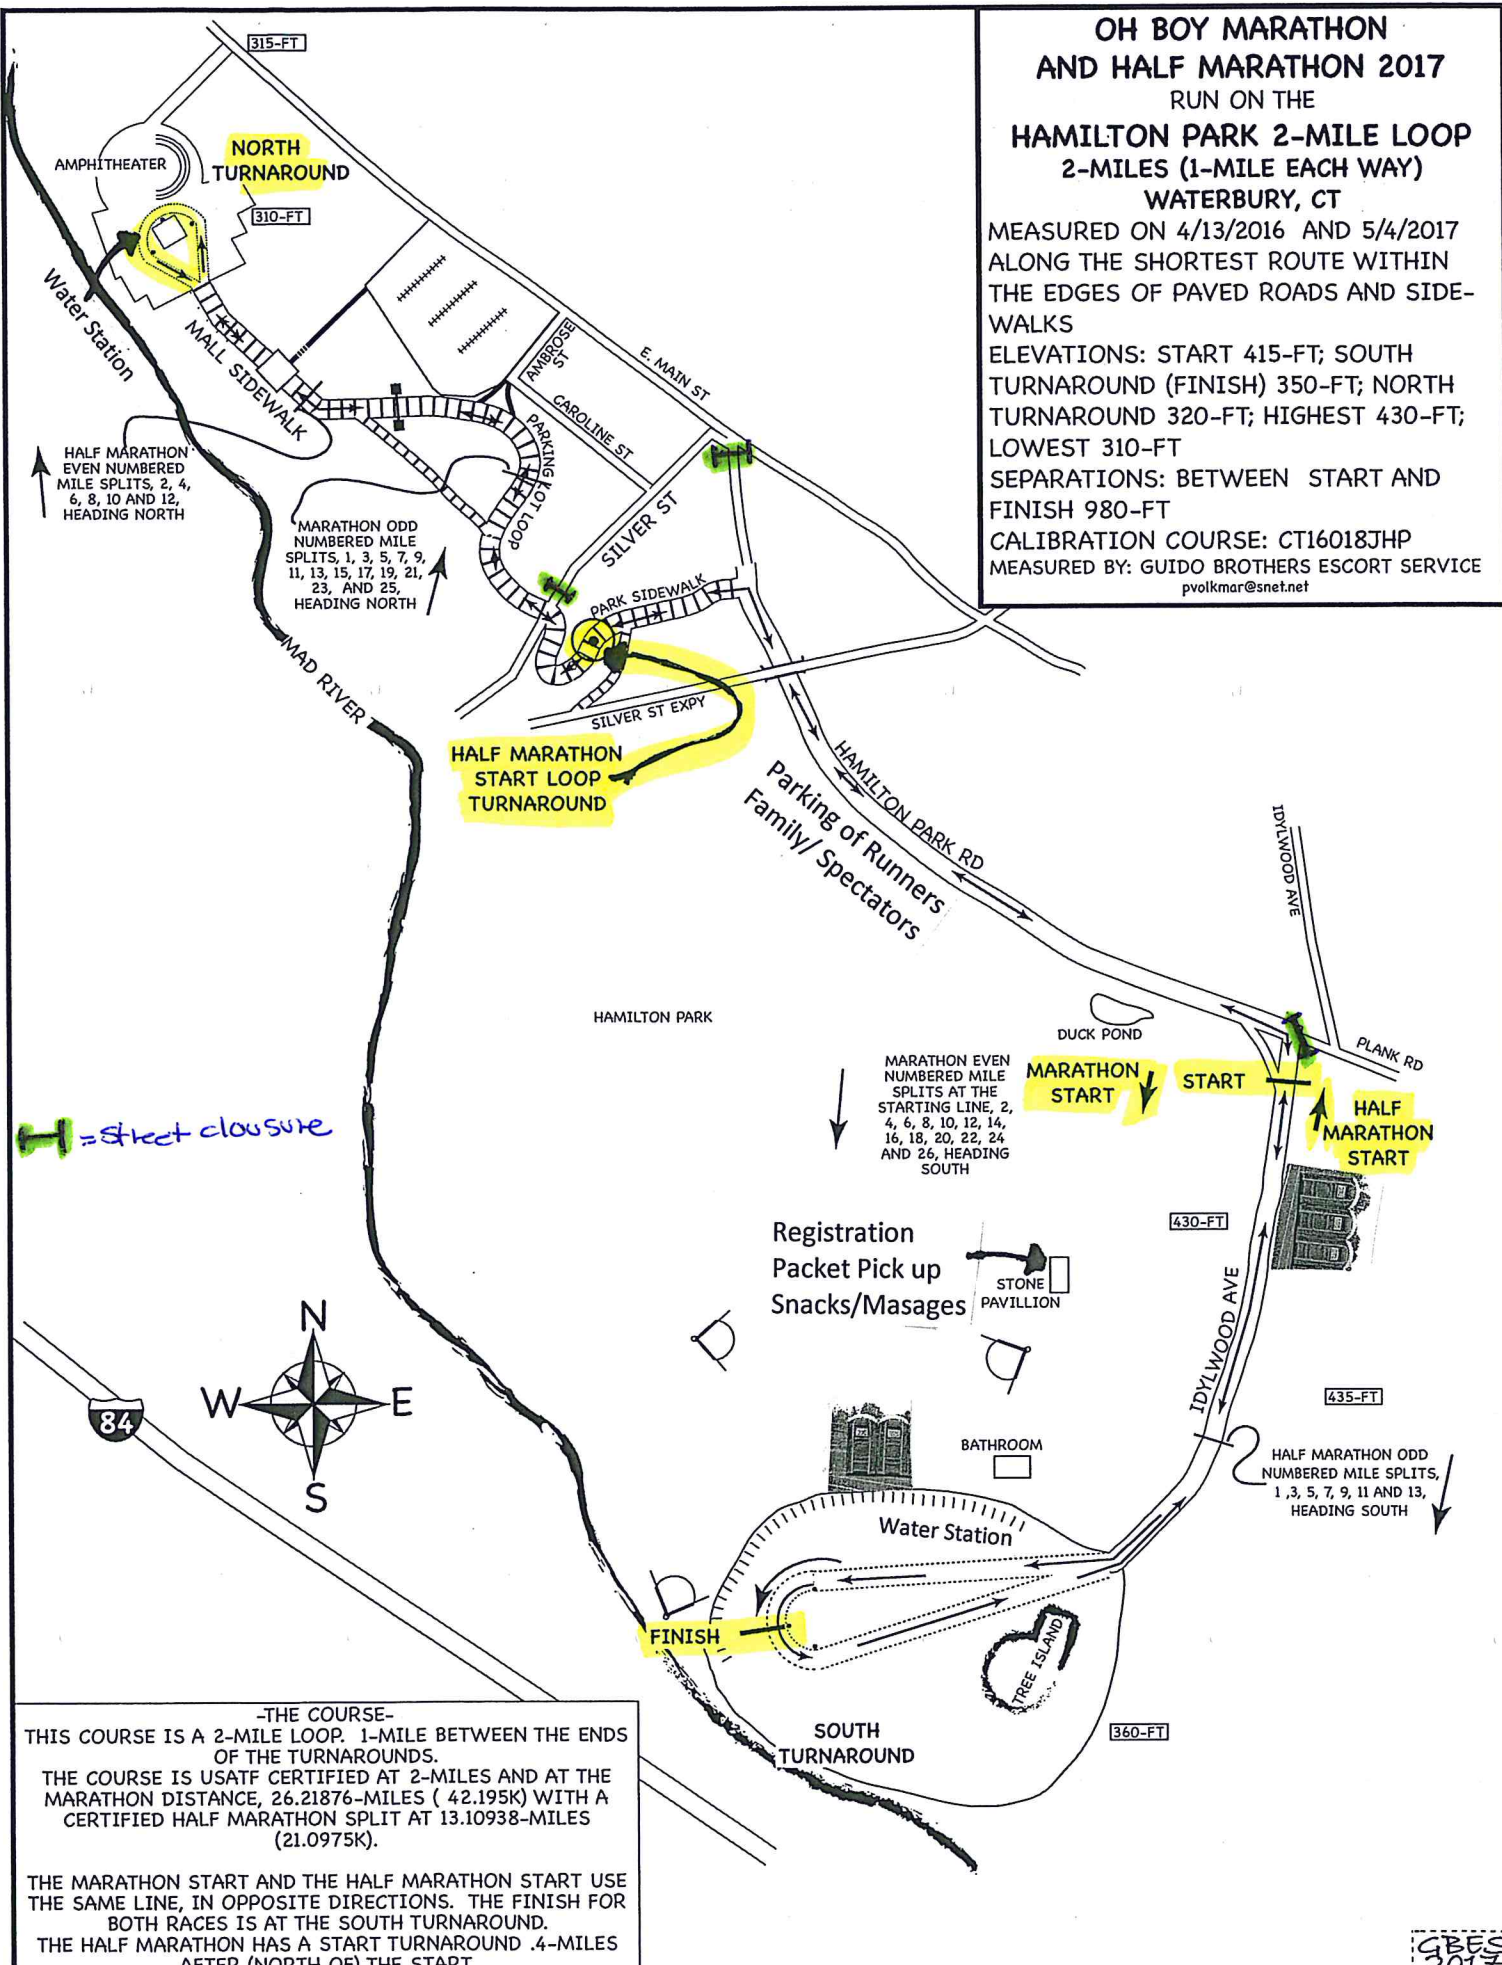 OH BOY MARATHON
AND HALF MARATHON 2017
RUN ON THE
HAMILTON PARK 2-MILE LOOP
2-MILES (1-MILE EACH WAY)
WATERBURY, CT
MEASURED ON 4/13/2016 AND 5/4/2017
ALONG THE SHORTEST ROUTE WITHIN
THE EDGES OF PAVED ROADS AND SIDE-
WALKS
ELEVATIONS: START 415-FT; SOUTH
TURNAROUND (FINISH) 350-FT; NORTH
TURNAROUND 320-FT; HIGHEST 430-FT;
LOWEST 310-FT
SEPARATIONS: BETWEEN START AND
FINISH 980-FT
CALIBRATION COURSE: CT16018JHP
MEASURED BY: GUIDO BROTHERS ESCORT SERVICE
pvolkmar@snet.net
315-FT
AMPHITHEATER
NORTH
TURNAROUND
310-FT
Water Station
MALL SIDEWALK
AMBROSE
ST
E. MAIN ST
CAROLINE ST
PARKING LOT LOOP
SILVER ST
HALF MARATHON
EVEN NUMBERED
MILE SPLITS, 2, 4,
6, 8, 10 AND 12,
HEADING NORTH
MARATHON ODD
NUMBERED MILE
SPLITS, 1, 3, 5, 7, 9,
11, 13, 15, 17, 19, 21,
23, AND 25,
HEADING NORTH
PARK SIDEWALK
MAD RIVER
SILVER ST EXPY
HALF MARATHON
START LOOP
TURNAROUND
HAMILTON PARK RD
Parking of Runners
Family/ Spectators
IDYLWOOD AVE
HAMILTON PARK
DUCK POND
PLANK RD
MARATHON EVEN
NUMBERED MILE
SPLITS AT THE
STARTING LINE, 2,
4, 6, 8, 10, 12, 14,
16, 18, 20, 22, 24
AND 26, HEADING
SOUTH
MARATHON
START
START
HALF
MARATHON
START
= street clousure
430-FT
Registration
Packet Pick up
Snacks/Masages
STONE
PAVILLION
IDYLWOOD AVE
N
W E
S
84
435-FT
BATHROOM
HALF MARATHON ODD
NUMBERED MILE SPLITS,
1 ,3, 5, 7, 9, 11 AND 13,
HEADING SOUTH
Water Station
FINISH
TREE ISLAND
SOUTH
TURNAROUND
360-FT
-THE COURSE-
THIS COURSE IS A 2-MILE LOOP. 1-MILE BETWEEN THE ENDS
OF THE TURNAROUNDS.
THE COURSE IS USATF CERTIFIED AT 2-MILES AND AT THE
MARATHON DISTANCE, 26.21876-MILES ( 42.195K) WITH A
CERTIFIED HALF MARATHON SPLIT AT 13.10938-MILES
(21.0975K).
THE MARATHON START AND THE HALF MARATHON START USE
THE SAME LINE, IN OPPOSITE DIRECTIONS. THE FINISH FOR
BOTH RACES IS AT THE SOUTH TURNAROUND.
THE HALF MARATHON HAS A START TURNAROUND .4-MILES
AFTER (NORTH OF) THE START
GBES
2017